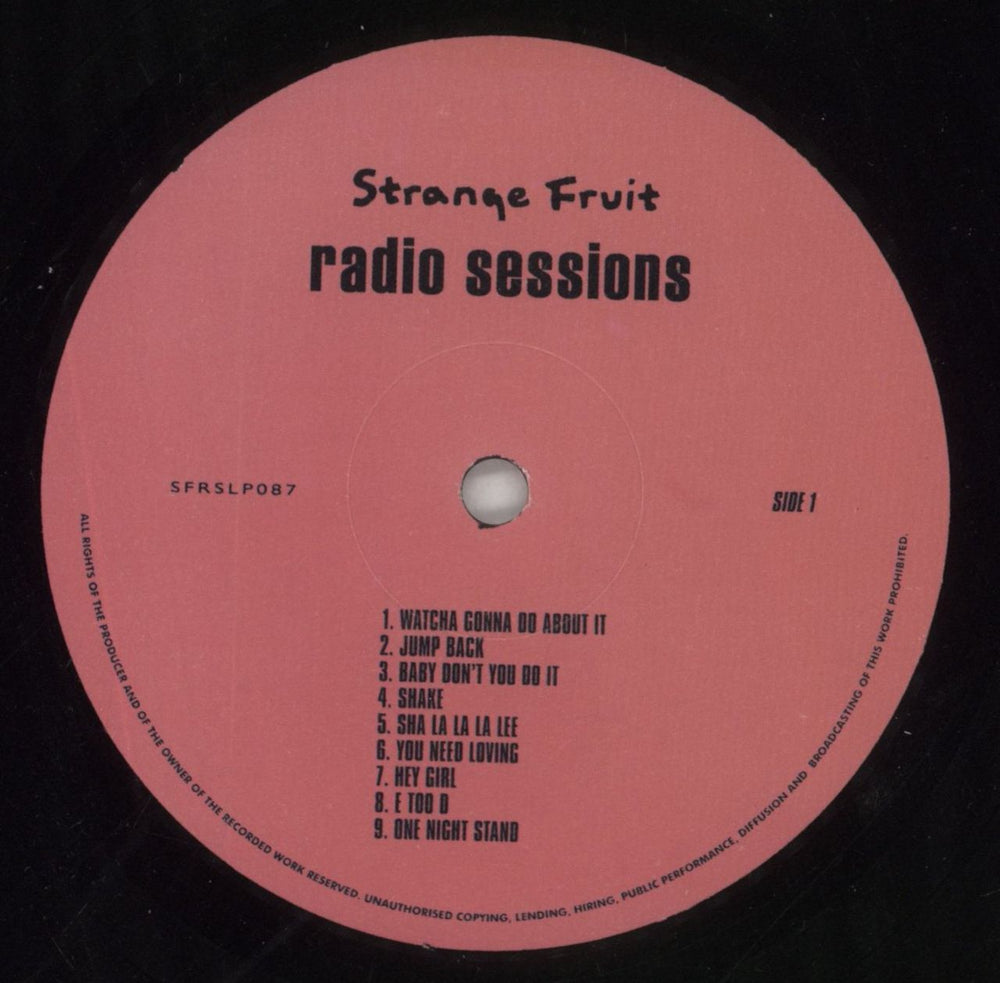 Strange Fruit
radio sessions
SFRSLP087
SIDE 1
1. WATCHA GONNA DO ABOUT IT
2. JUMP BACK
3. BABY DON'T YOU DO IT
4. SHAKE
5. SHA LA LA LA LEE
6. YOU NEED LOVING
7. HEY GIRL
8. E TOO D
9. ONE NIGHT STAND
ALL RIGHTS OF THE PRODUCER AND OF THE OWNER OF THE RECORDED WORK RESERVED. UNAUTHORISED COPYING, LENDING, HIRING, PUBLIC PERFORMANCE, DIFFUSION AND BROADCASTING OF THIS WORK PROHIBITED.